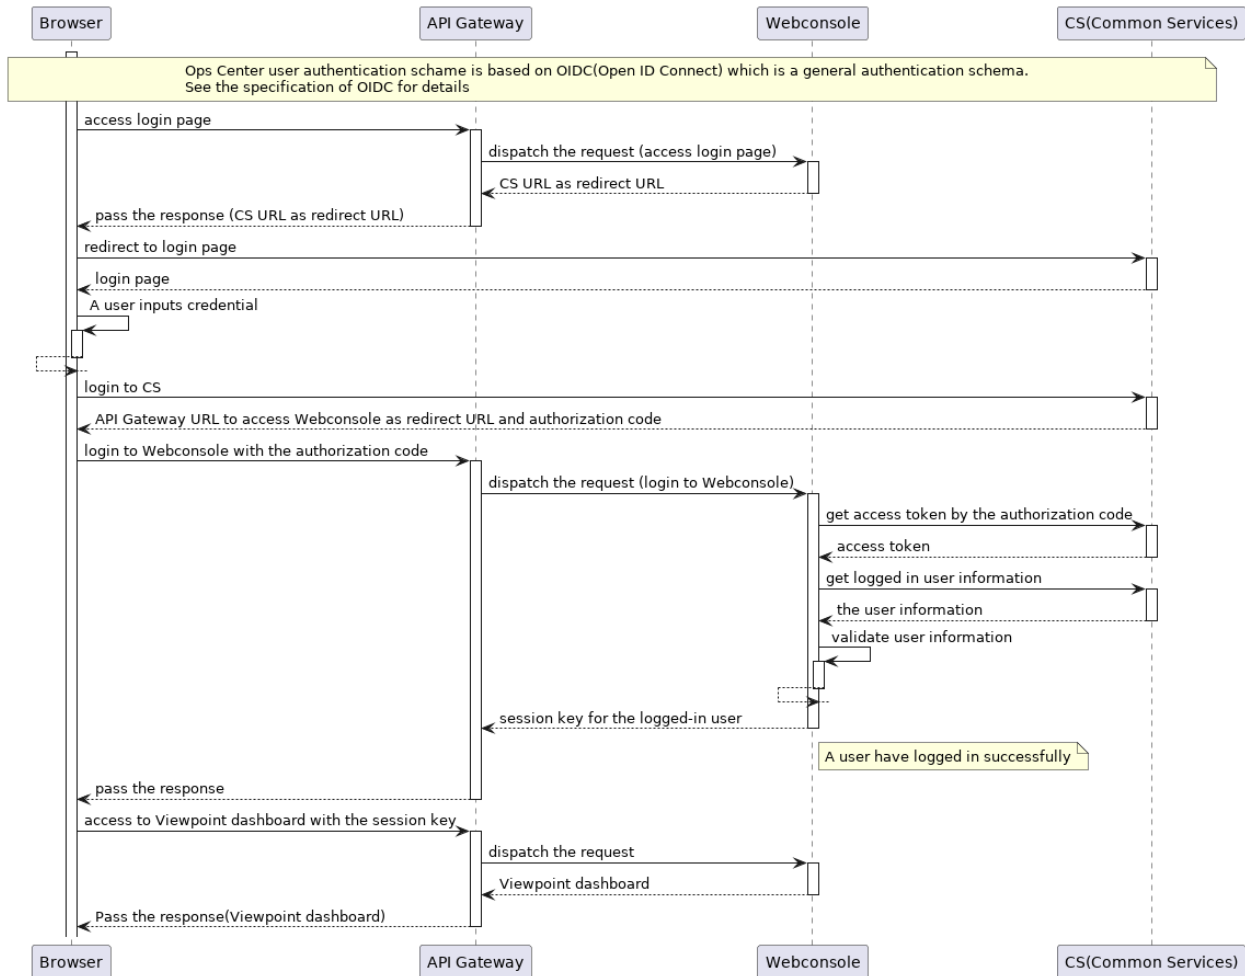 Browser
API Gateway
Webconsole
CS(Common Services)
Ops Center user authentication schame is based on OIDC(Open ID Connect) which is a general authentication schema.
See the specification of OIDC for details
access login page
dispatch the request (access login page)
CS URL as redirect URL
pass the response (CS URL as redirect URL)
redirect to login page
login page
A user inputs credential
login to CS
API Gateway URL to access Webconsole as redirect URL and authorization code
login to Webconsole with the authorization code
dispatch the request (login to Webconsole)
get access token by the authorization code
access token
get logged in user information
the user information
validate user information
session key for the logged-in user
A user have logged in successfully
pass the response
access to Viewpoint dashboard with the session key
dispatch the request
Viewpoint dashboard
Pass the response(Viewpoint dashboard)
Browser
API Gateway
Webconsole
CS(Common Services)